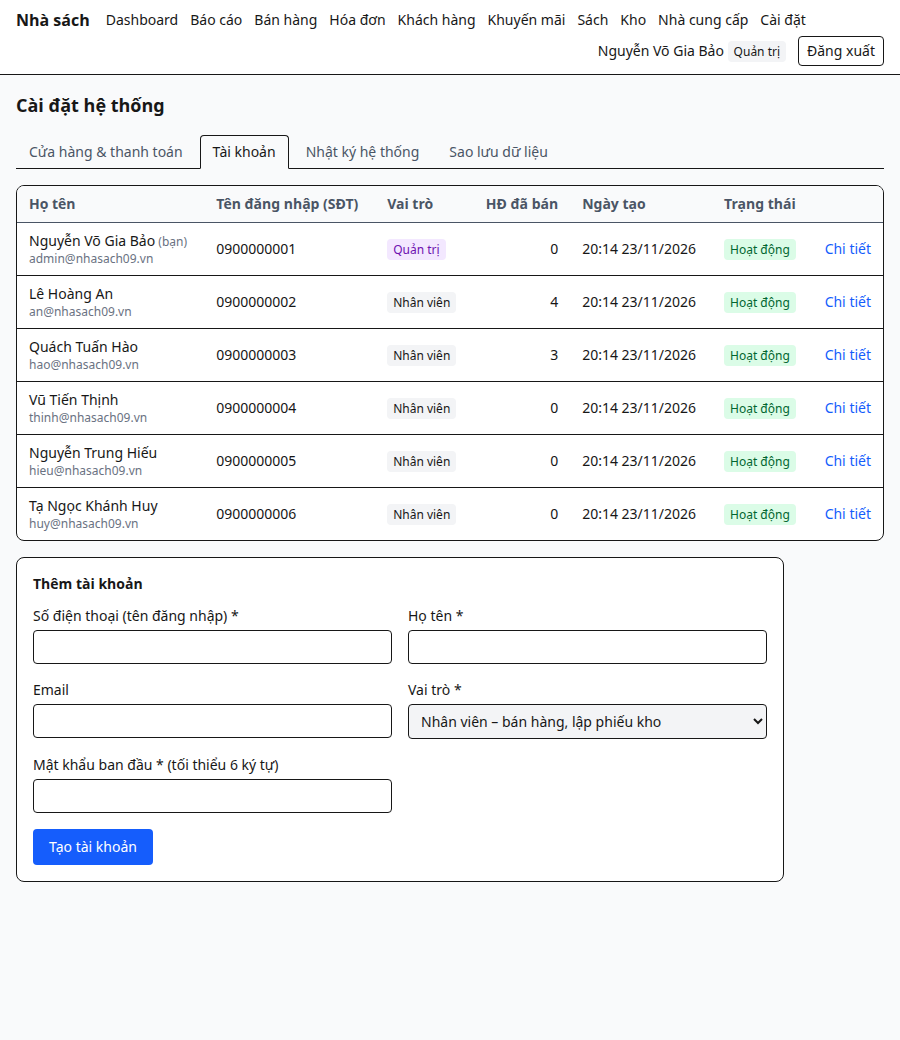 Nhà sách Dashboard Báo cáo Bán hàng Hóa đơn Khách hàng Khuyến mãi Sách Kho Nhà cung cấp Cài đặt
Nguyễn Võ Gia Bảo Quản trị Đăng xuất
Cài đặt hệ thống
Cửa hàng & thanh toán Tài khoản Nhật ký hệ thống Sao lưu dữ liệu
Họ tên Tên đăng nhập (SĐT) Vai trò HĐ đã bán Ngày tạo Trạng thái
Nguyễn Võ Gia Bảo (bạn) 0900000001 Quản trị 0 20:14 23/11/2026 Hoạt động Chi tiết
admin@nhasach09.vn
Lê Hoàng An 0900000002 Nhân viên 4 20:14 23/11/2026 Hoạt động Chi tiết
an@nhasach09.vn
Quách Tuấn Hào 0900000003 Nhân viên 3 20:14 23/11/2026 Hoạt động Chi tiết
hao@nhasach09.vn
Vũ Tiến Thịnh 0900000004 Nhân viên 0 20:14 23/11/2026 Hoạt động Chi tiết
thinh@nhasach09.vn
Nguyễn Trung Hiếu 0900000005 Nhân viên 0 20:14 23/11/2026 Hoạt động Chi tiết
hieu@nhasach09.vn
Tạ Ngọc Khánh Huy 0900000006 Nhân viên 0 20:14 23/11/2026 Hoạt động Chi tiết
huy@nhasach09.vn
Thêm tài khoản
Số điện thoại (tên đăng nhập) * Họ tên *
Email Vai trò *
Nhân viên – bán hàng, lập phiếu kho
Mật khẩu ban đầu * (tối thiểu 6 ký tự)
Tạo tài khoản